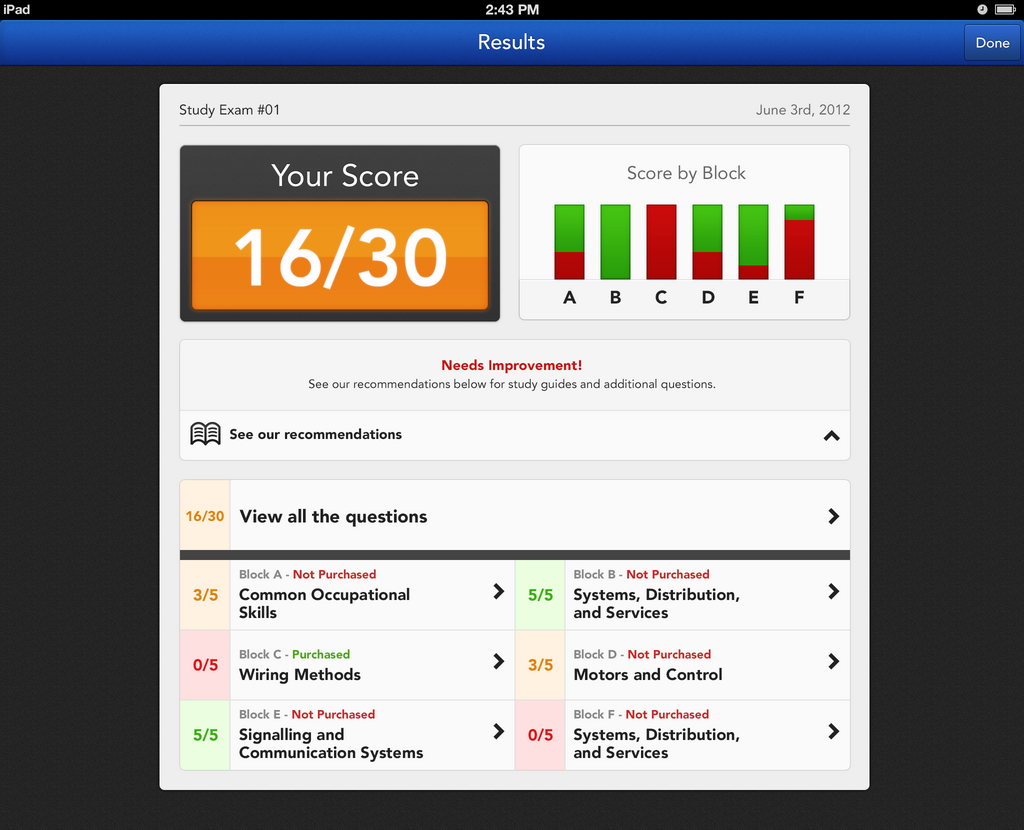 iPad
2:43 PM
Results
Done
Study Exam #01
June 3rd, 2012
Your Score
16/30
Score by Block
A B C D E F
Needs Improvement!
See our recommendations below for study guides and additional questions.
See our recommendations
16/30
View all the questions
3/5
Block A - Not Purchased
Common Occupational
Skills
5/5
Block B - Not Purchased
Systems, Distribution,
and Services
0/5
Block C - Purchased
Wiring Methods
3/5
Block D - Not Purchased
Motors and Control
5/5
Block E - Not Purchased
Signalling and
Communication Systems
0/5
Block F - Not Purchased
Systems, Distribution,
and Services